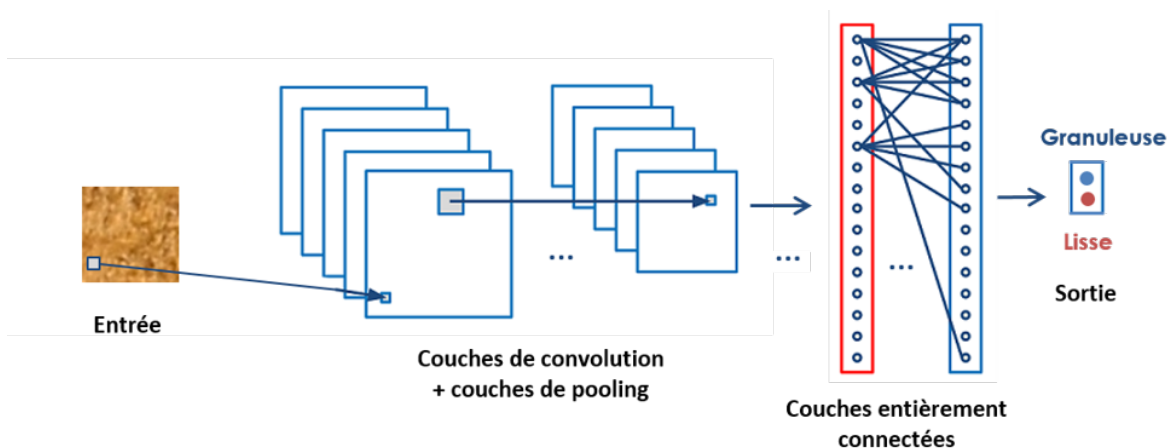 Entrée
Couches de convolution
+ couches de pooling
...
...
...
Couches entièrement
connectées
Granuleuse
Lisse
Sortie